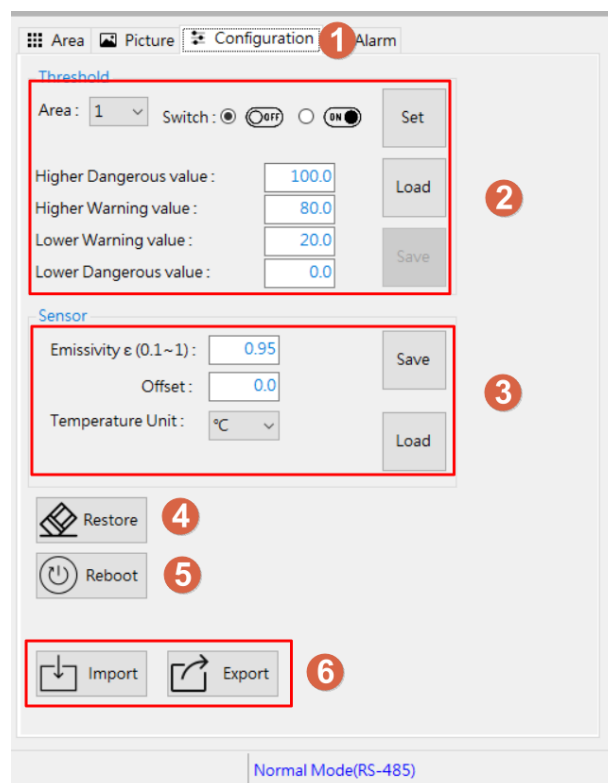 Area Picture Configuration 1 Alarm
Threshold
Area : 1 Switch : OFF ON Set
Higher Dangerous value : 100.0
Load
Higher Warning value : 80.0
2
Lower Warning value : 20.0
Save
Lower Dangerous value : 0.0
Sensor
Emissivity ε (0.1~1) : 0.95
Save
Offset : 0.0
3
Temperature Unit : °C
Load
Restore 4
Reboot 5
Import Export 6
Normal Mode(RS-485)